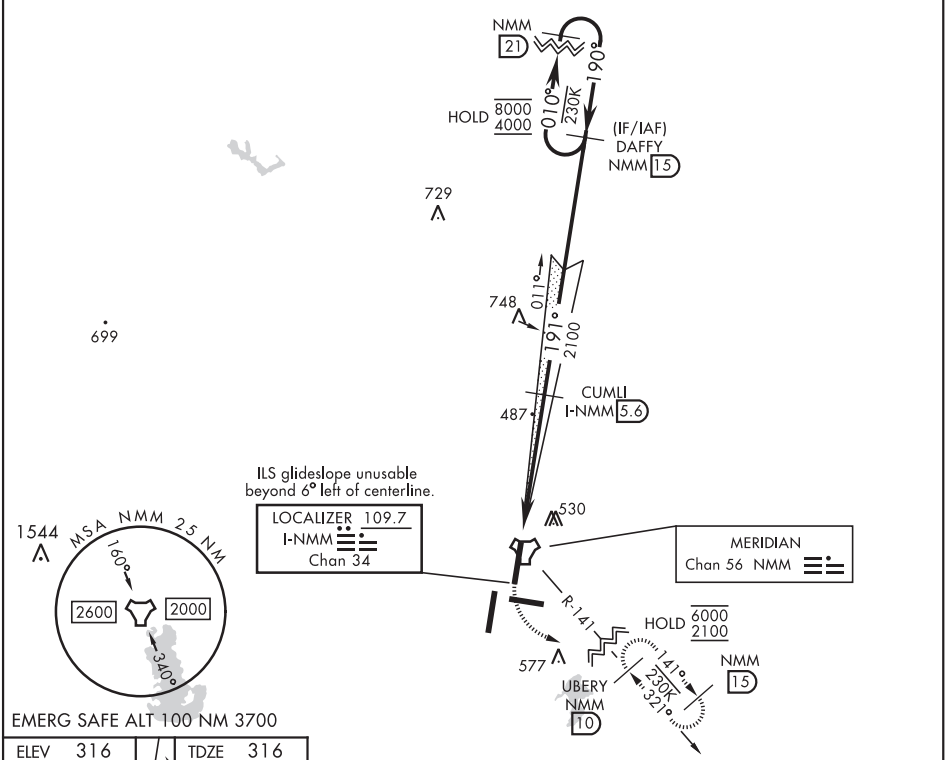 NMM
21
190°
010°
230K
HOLD 8000
4000
(IF/IAF)
DAFFY
NMM 15
729
011°
748
191°
2100
699
CUMLI
I-NMM 5.6
487
ILS glideslope unusable
beyond 6° left of centerline.
LOCALIZER 109.7
I-NMM
Chan 34
530
MERIDIAN
Chan 56 NMM
1544
MSA NMM 25 NM
160°
2600
2000
340°
R-141
HOLD 6000
2100
577
141°
230K
321°
NMM
15
UBERY
NMM
10
EMERG SAFE ALT 100 NM 3700
ELEV 316
TDZE 316